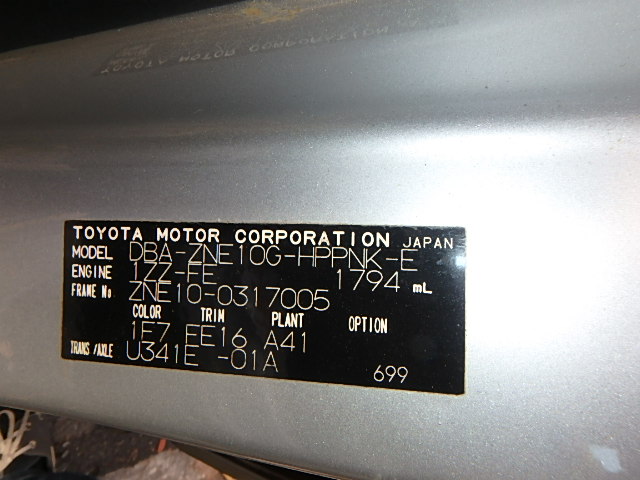 TOYOTA MOTOR CORPORATION JAPAN
MODEL DBA-ZNE10G-HPPNK-E
ENGINE 1ZZ-FE 1794 mL
FRAME No ZNE10-0317005
COLOR TRIM PLANT OPTION
1F7 FE16 A41
TRANS/AXLE U341E -01A
699